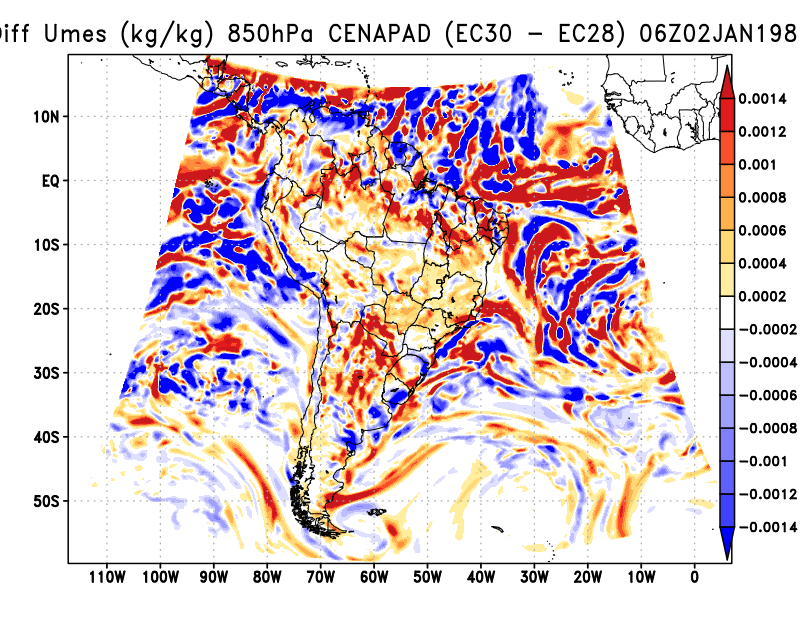 Diff Umes (kg/kg) 850hPa CENAPAD (EC30 − EC28) 06Z02JAN198
10N
EQ
10S
20S
30S
40S
50S
110W 100W 90W 80W 70W 60W 50W 40W 30W 20W 10W 0
0.0014
0.0012
0.001
0.0008
0.0006
0.0004
0.0002
−0.0002
−0.0004
−0.0006
−0.0008
−0.001
−0.0012
−0.0014